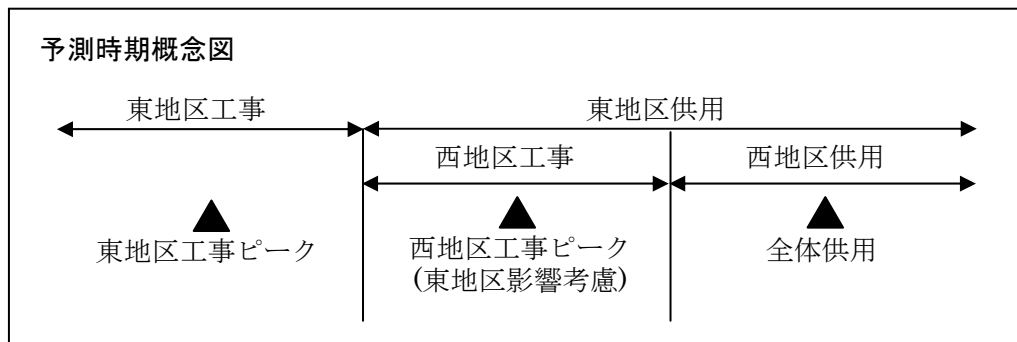 予測時期概念図
東地区工事
東地区供用
西地区工事
西地区供用
東地区工事ピーク
西地区工事ピーク
(東地区影響考慮)
全体供用